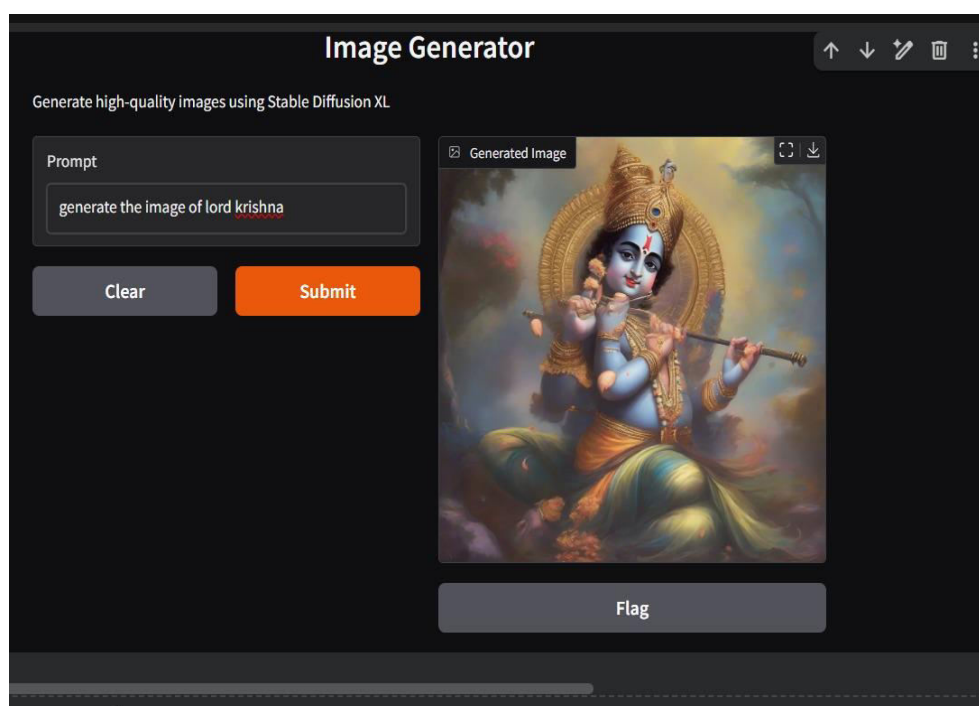 Image Generator
Generate high-quality images using Stable Diffusion XL
Prompt
generate the image of lord krishna
Clear
Submit
Generated Image
Flag